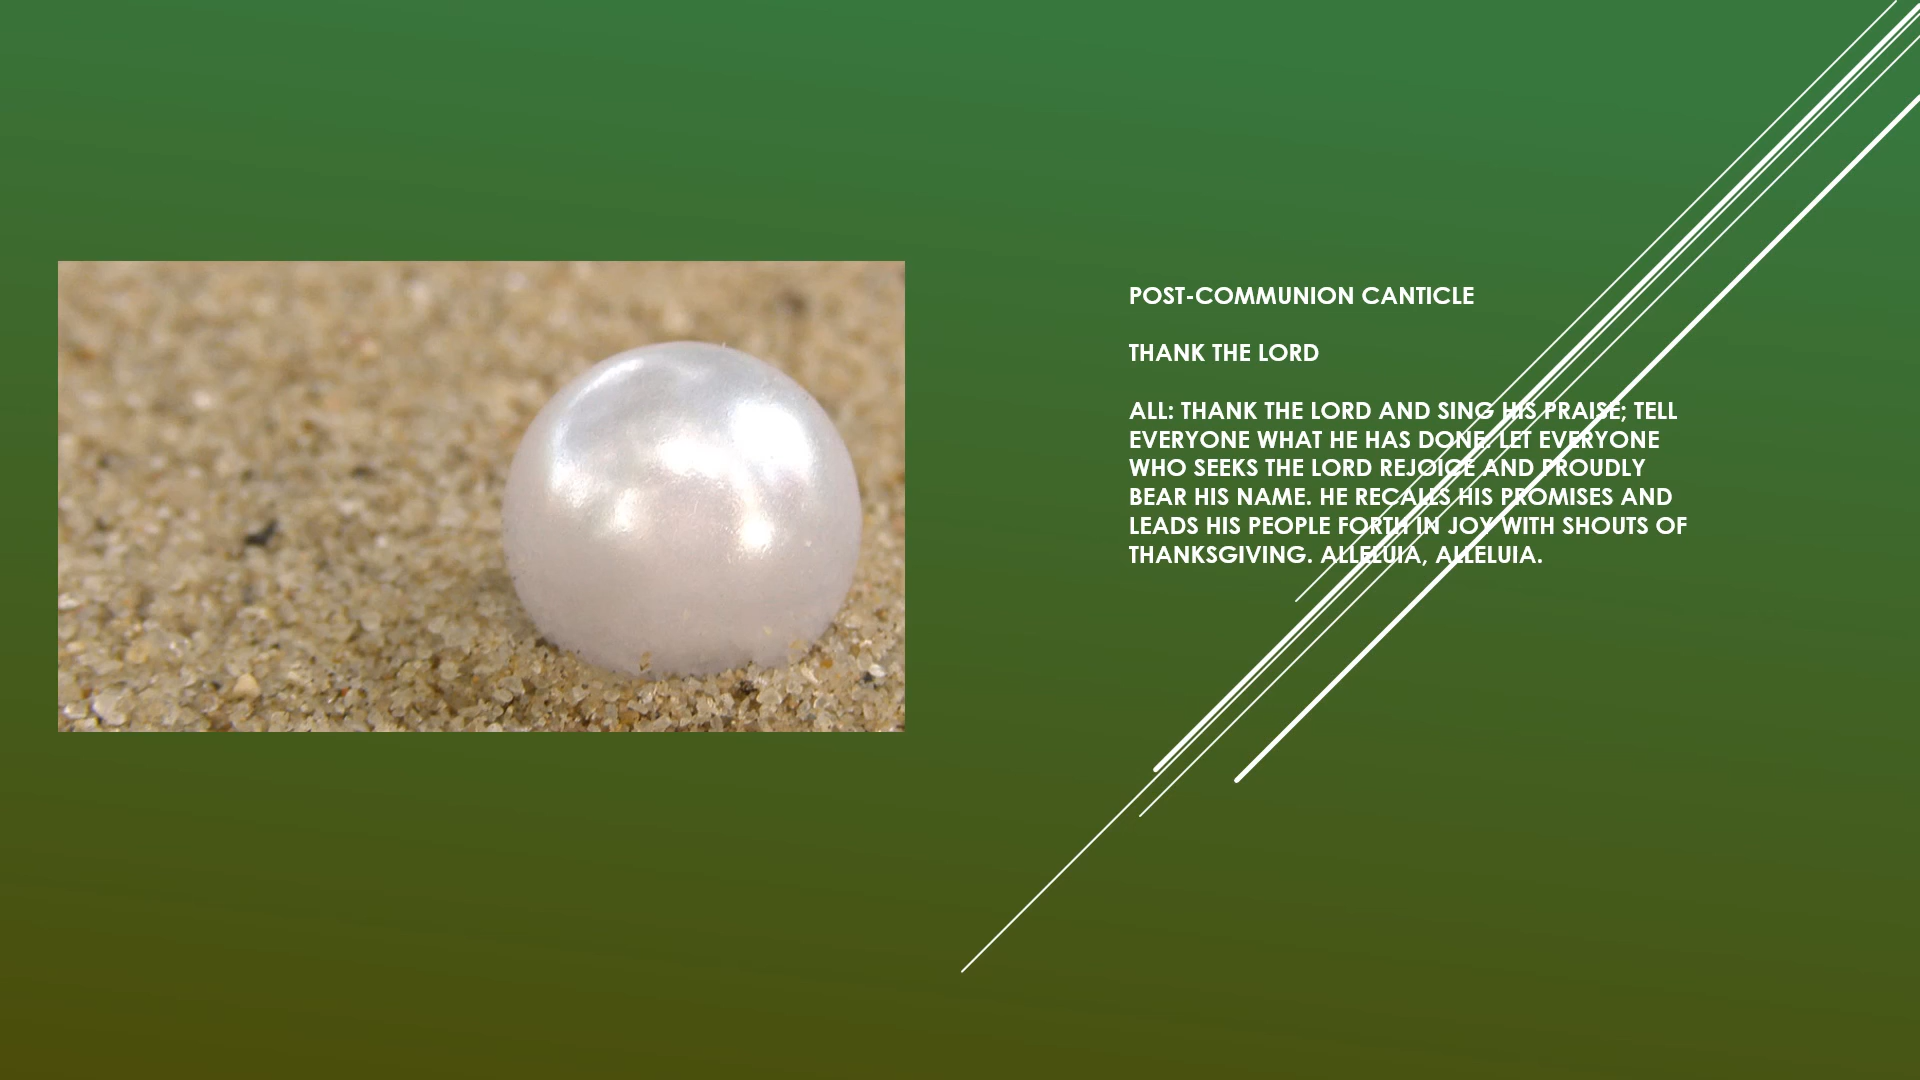 POST-COMMUNION CANTICLE
THANK THE LORD
ALL: THANK THE LORD AND SING HIS PRAISE; TELL
EVERYONE WHAT HE HAS DONE. LET EVERYONE
WHO SEEKS THE LORD REJOICE AND PROUDLY
BEAR HIS NAME. HE RECALLS HIS PROMISES AND
LEADS HIS PEOPLE FORTH IN JOY WITH SHOUTS OF
THANKSGIVING. ALLELUIA, ALLELUIA.